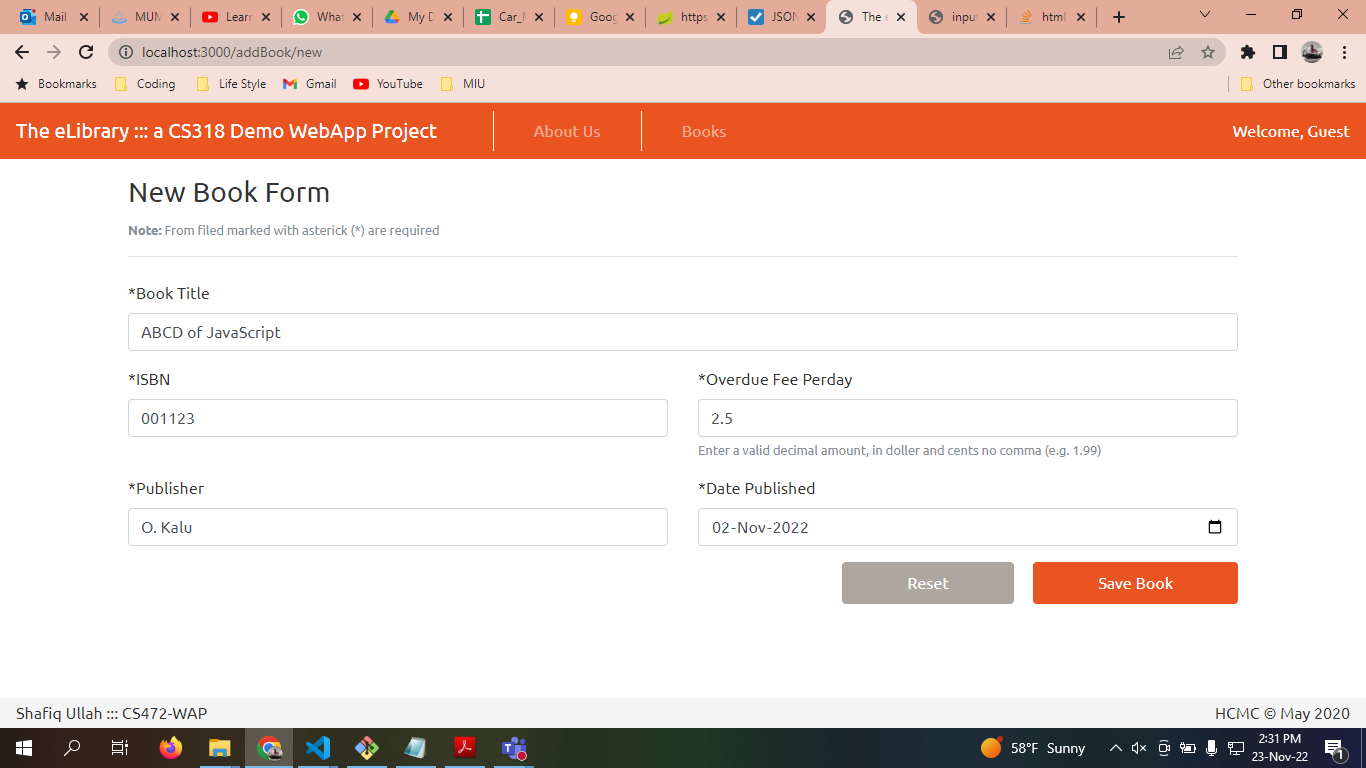 Mail MUM Learn What My D Car_ Goog https JSON The e input html
localhost:3000/addBook/new
Bookmarks Coding Life Style Gmail YouTube MIU Other bookmarks
The eLibrary ::: a CS318 Demo WebApp Project About Us Books Welcome, Guest
New Book Form
Note: From filed marked with asterick (*) are required
*Book Title
ABCD of JavaScript
*ISBN *Overdue Fee Perday
001123 2.5
Enter a valid decimal amount, in doller and cents no comma (e.g. 1.99)
*Publisher *Date Published
O. Kalu 02-Nov-2022
Reset Save Book
Shafiq Ullah ::: CS472-WAP HCMC © May 2020
58°F Sunny 2:31 PM
23-Nov-22 1